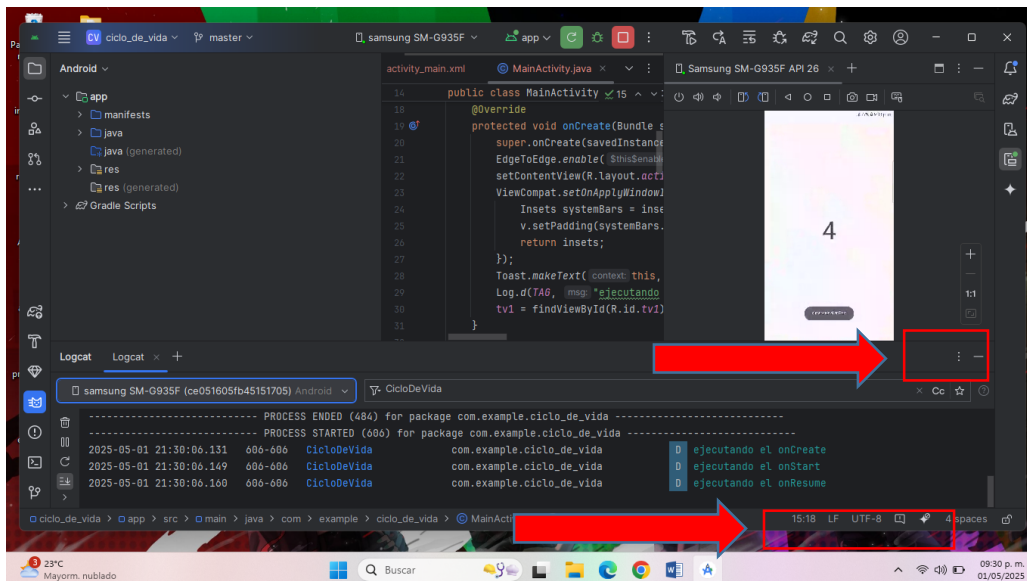 CV ciclo_de_vida master samsung SM-G935F app
Android
activity_main.xml MainActivity.java
Samsung SM-G935F API 26
app
manifests
java
java (generated)
res
res (generated)
Gradle Scripts
14 public class MainActivity 15
18 @Override
19 protected void onCreate(Bundle s
20 super.onCreate(savedInstance
21 EdgeToEdge.enable( $this$enabl
22 setContentView(R.layout.acti
23 ViewCompat.setOnApplyWindowI
24 Insets systemBars = inse
25 v.setPadding(systemBars.
26 return insets;
27 });
28 Toast.makeText( context: this,
29 Log.d(TAG, msg: "ejecutando
30 tv1 = findViewById(R.id.tv1)
31 }
4
1:1
Logcat Logcat
samsung SM-G935F (ce051605fb45151705) Android
CicloDeVida
Cc
--------------------------- PROCESS ENDED (484) for package com.example.ciclo_de_vida ---------------------------
--------------------------- PROCESS STARTED (606) for package com.example.ciclo_de_vida ---------------------------
2025-05-01 21:30:06.131 606-606 CicloDeVida com.example.ciclo_de_vida D ejecutando el onCreate
2025-05-01 21:30:06.149 606-606 CicloDeVida com.example.ciclo_de_vida D ejecutando el onStart
2025-05-01 21:30:06.160 606-606 CicloDeVida com.example.ciclo_de_vida D ejecutando el onResume
ciclo_de_vida > app > src > main > java > com > example > ciclo_de_vida > MainActi
15:18 LF UTF-8 4 spaces
3
23°C
Mayorm. nublado
Buscar
09:30 p. m.
01/05/2025